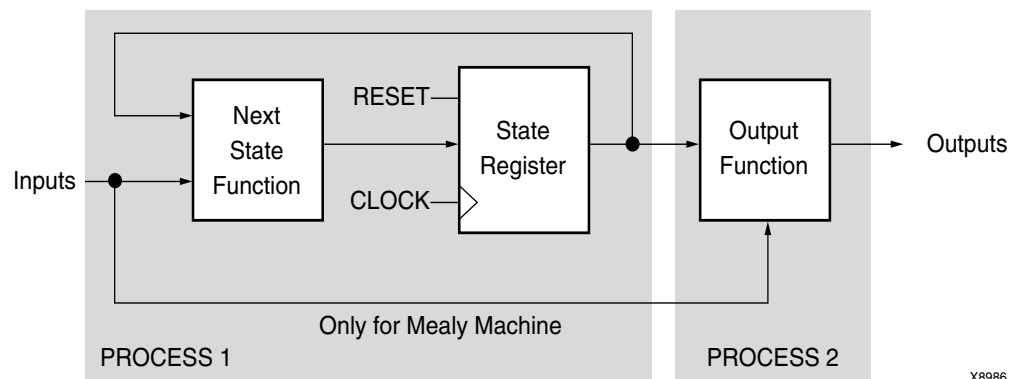 RESET
Next
State
Function
State
Register
Output
Function
Outputs
Inputs
CLOCK
Only for Mealy Machine
PROCESS 1
PROCESS 2
X8986